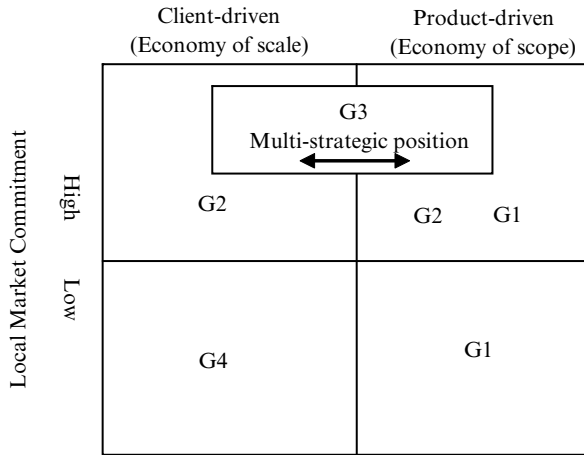 Client-driven
(Economy of scale)
Product-driven
(Economy of scope)
Local Market Commitment
High
Low
G3
Multi-strategic position
G2
G2
G1
G4
G1